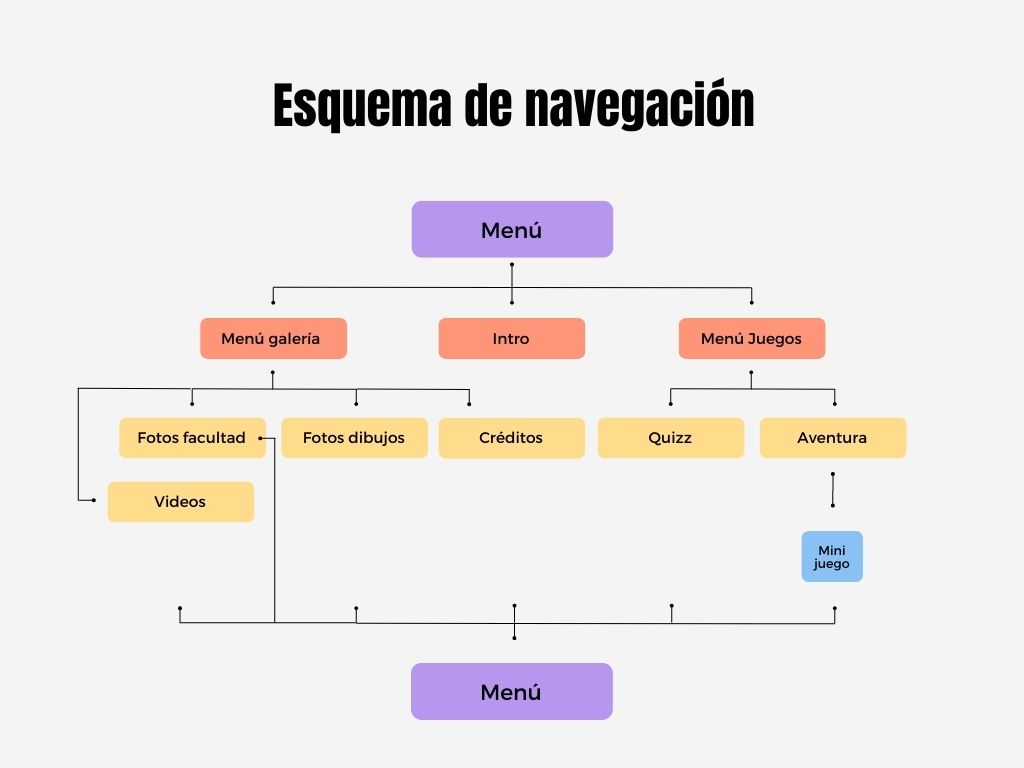 Esquema de navegación
Menú
Menú galería
Intro
Menú Juegos
Fotos facultad
Fotos dibujos
Créditos
Quizz
Aventura
Videos
Mini
juego
Menú